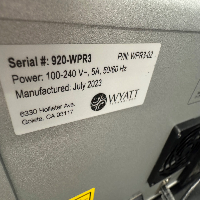 Serial #: 920-WPR3 P/N: WPR3-02
Power: 100-240 V~, 5A, 50/60 Hz
Manufactured: July 2023
6330 Hollister Ave.
Goleta, CA 93117
WYATT